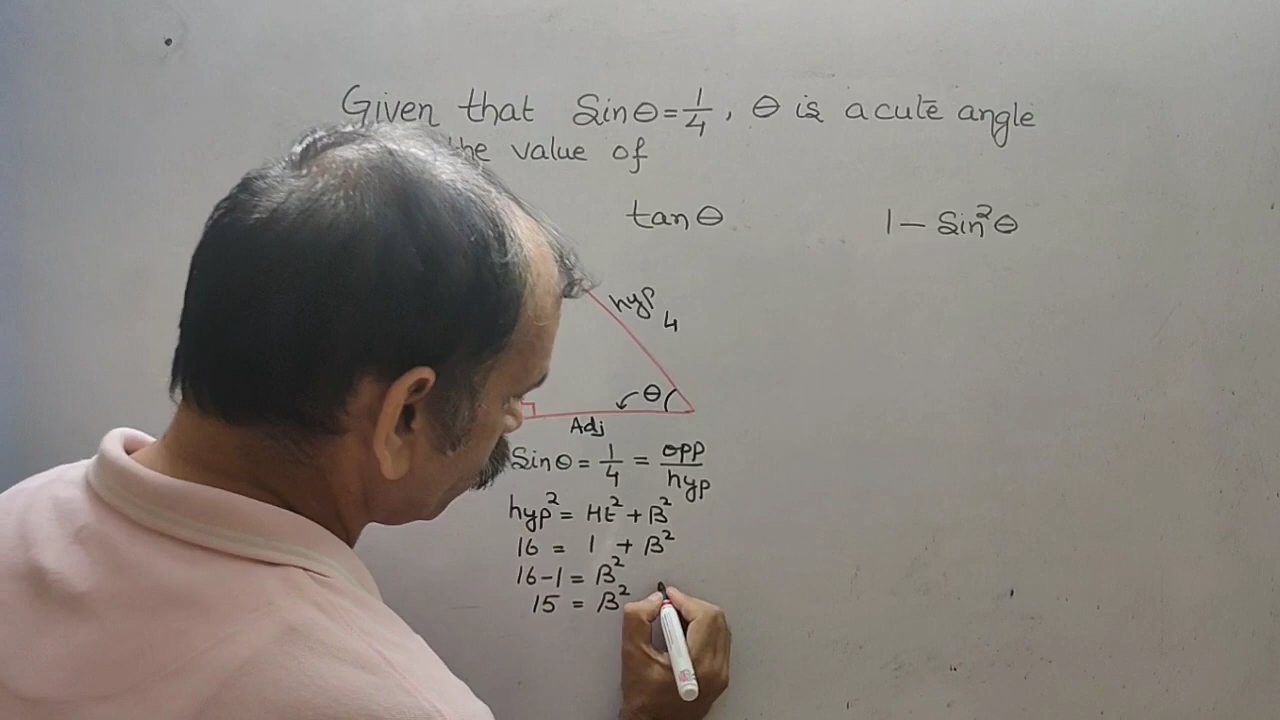 Given that Sinθ = 1/4, θ is acute angle
the value of
tanθ
1 - Sin²θ
hyp 4
θ
Adj
Sinθ = 1/4 = opp/hyp
hyp² = Ht² + B²
16 = 1 + B²
16-1 = B²
15 = B²